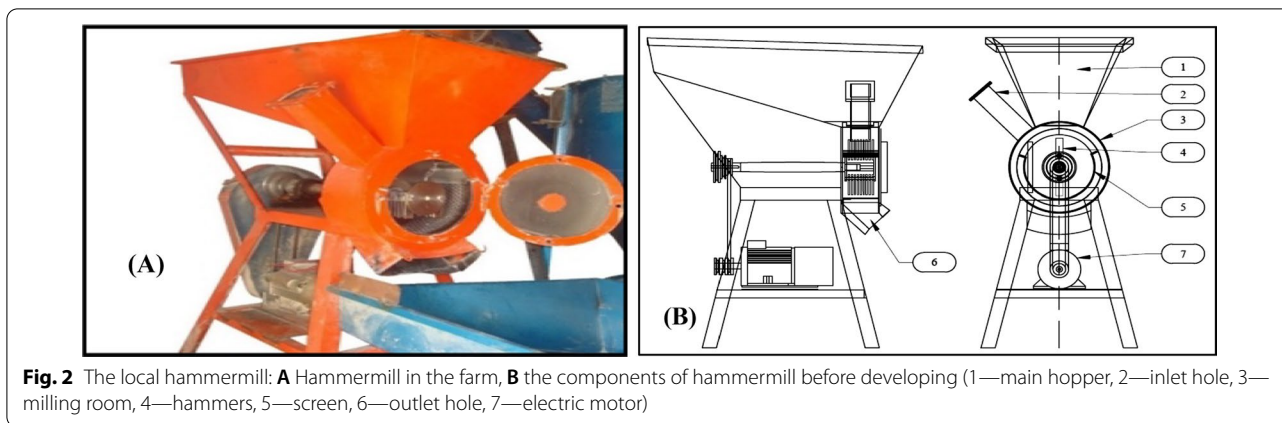 (A)
(B)
1
2
3
4
5
6
7
Fig. 2 The local hammermill: A Hammermill in the farm, B the components of hammermill before developing (1—main hopper, 2—inlet hole, 3—
milling room, 4—hammers, 5—screen, 6—outlet hole, 7—electric motor)